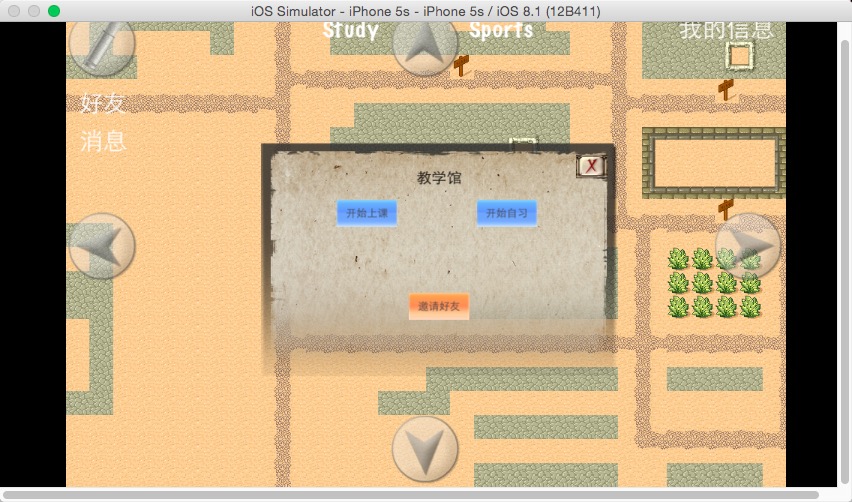 iOS Simulator - iPhone 5s - iPhone 5s / iOS 8.1 (12B411)
Study
Sports
我的信息
好友
消息
教学馆
X
开始上课
开始自习
邀请好友